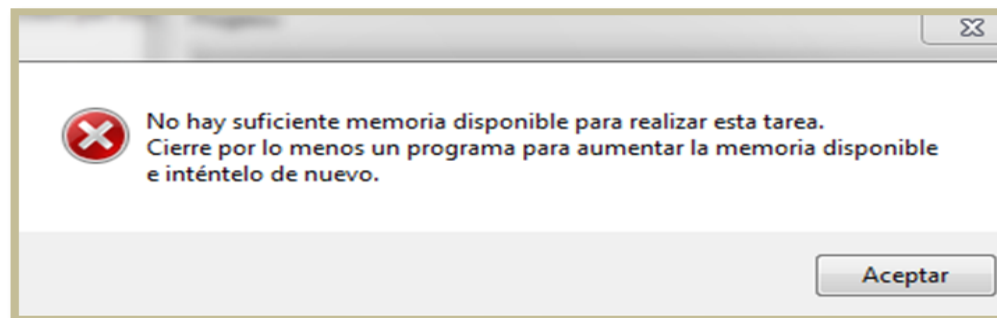 No hay suficiente memoria disponible para realizar esta tarea.
Cierre por lo menos un programa para aumentar la memoria disponible
e inténtelo de nuevo.
Aceptar